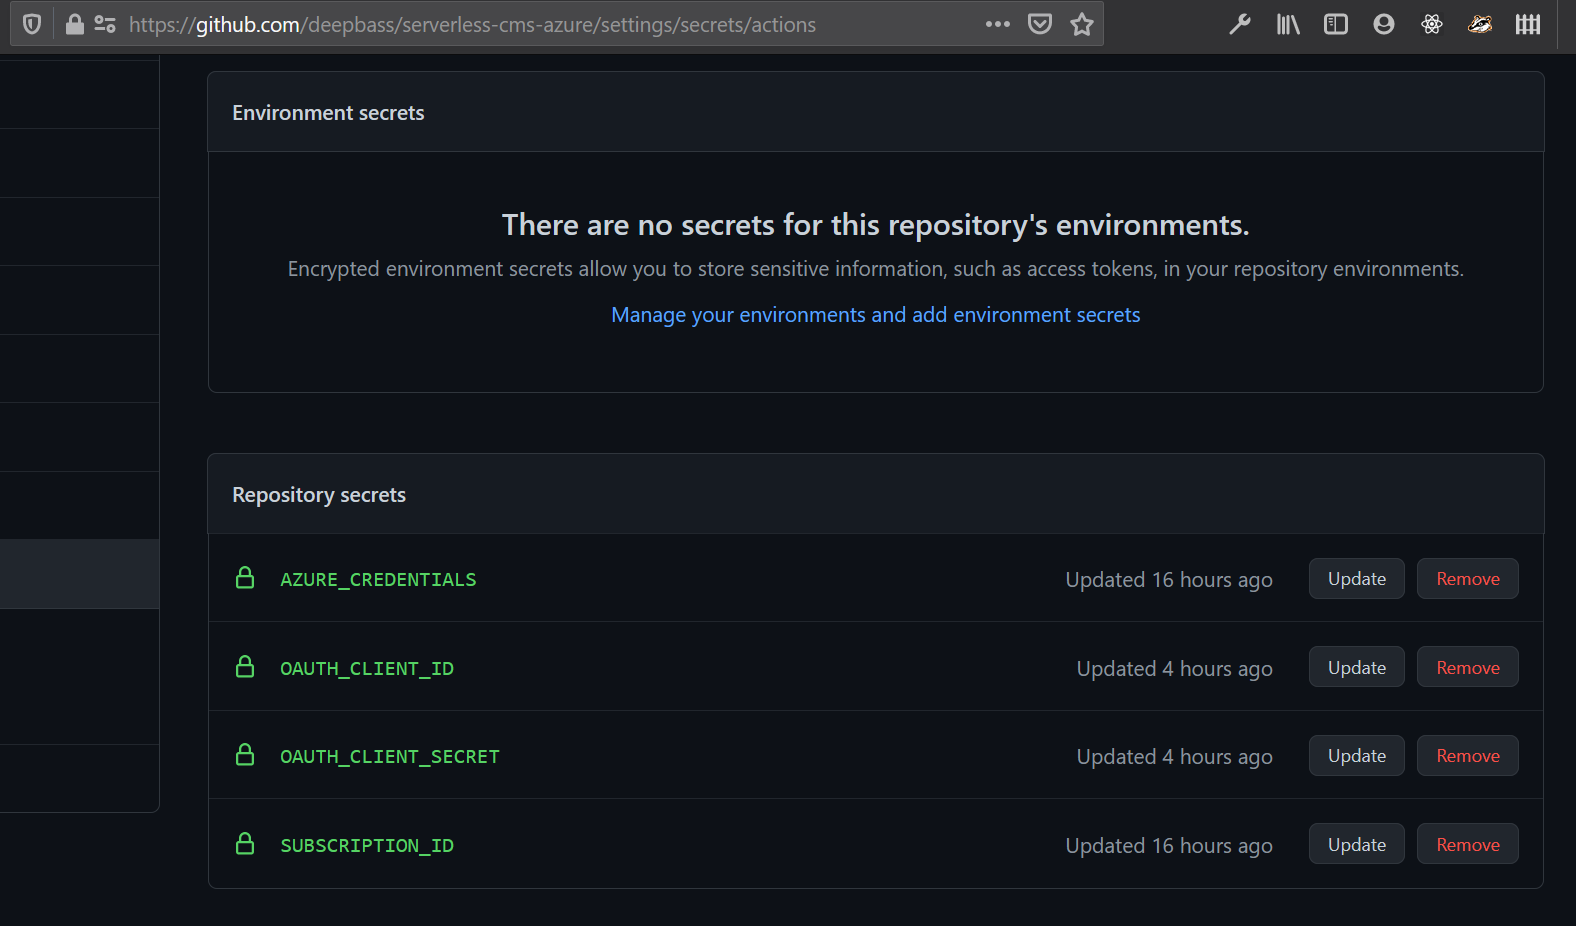 https://github.com/deepbass/serverless-cms-azure/settings/secrets/actions
Environment secrets
There are no secrets for this repository's environments.
Encrypted environment secrets allow you to store sensitive information, such as access tokens, in your repository environments.
Manage your environments and add environment secrets
Repository secrets
AZURE_CREDENTIALS Updated 16 hours ago Update Remove
OAUTH_CLIENT_ID Updated 4 hours ago Update Remove
OAUTH_CLIENT_SECRET Updated 4 hours ago Update Remove
SUBSCRIPTION_ID Updated 16 hours ago Update Remove